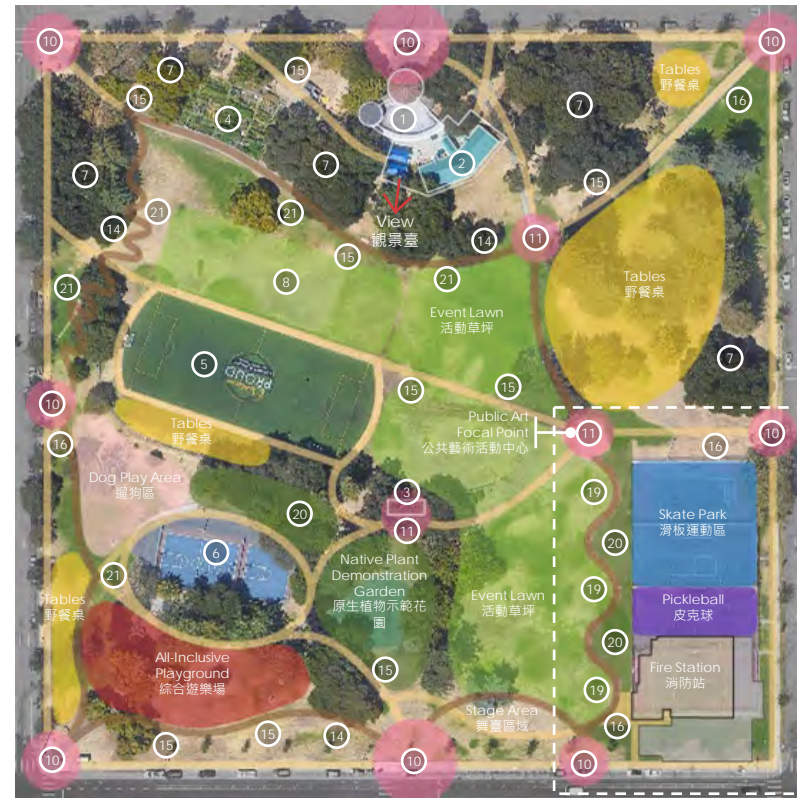 10
10
10
7
15
15
Tables
野餐桌
16
7
4
1
2
7
7
15
View
觀景臺
14
21
21
14
11
15
21
8
21
Tables
野餐桌
Event Lawn
活動草坪
5
PROUD
7
15
15
10
Tables
野餐桌
Public Art
Focal Point
公共藝術活動中心
11
10
16
16
Dog Play Area
遛狗區
3
11
19
Skate Park
滑板運動區
20
20
6
21
Native Plant
Demonstration
Garden
原生植物示範花
園
Event Lawn
活動草坪
19
Tables
野餐桌
Pickleball
皮克球
20
All-Inclusive
Playground
綜合遊樂場
Fire Station
消防站
15
19
Stage Area
舞臺區域
16
15
15
14
10
10
10